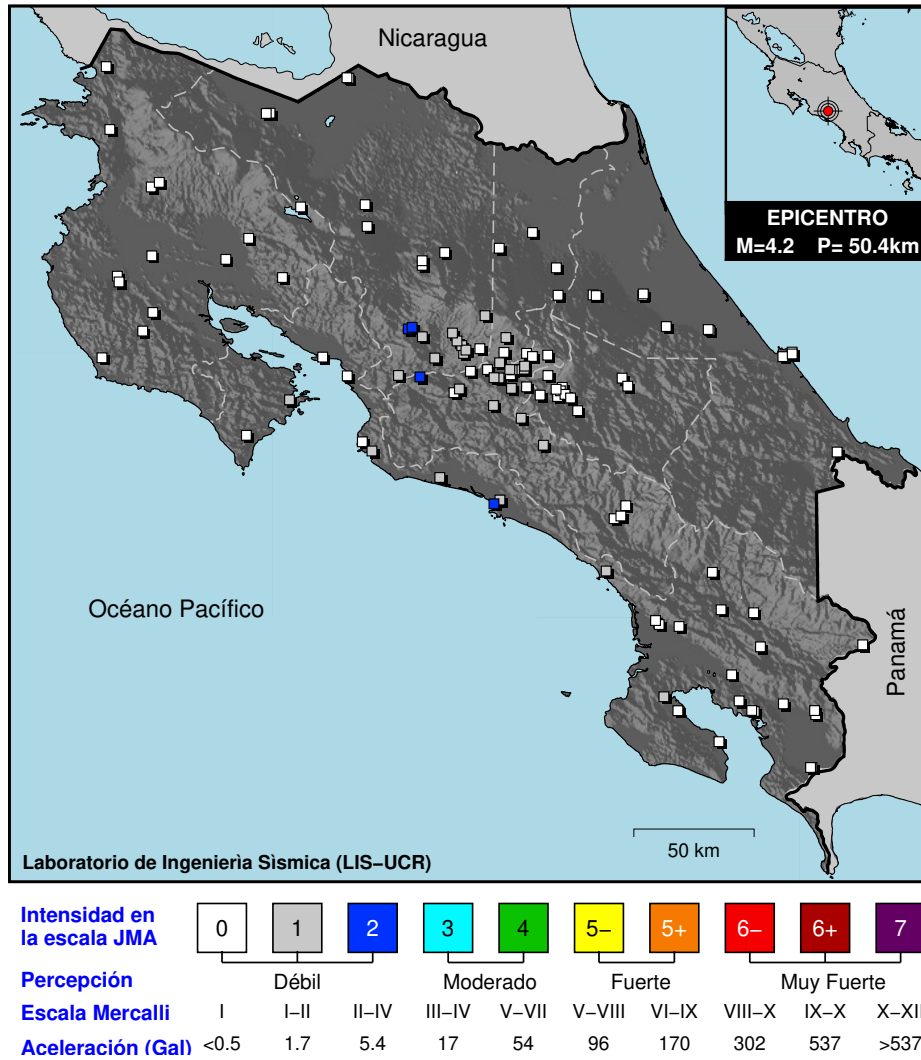 Nicaragua
EPICENTRO
M=4.2 P= 50.4km
Océano Pacífico
Panamá
50 km
Laboratorio de Ingenierìa Sìsmica (LIS−UCR)
Intensidad en
la escala JMA
0 1 2 3 4 5− 5+ 6− 6+ 7
Percepción Débil Moderado Fuerte Muy Fuerte
Escala Mercalli I I−II II−IV III−IV V−VII V−VIII VI−IX VIII−X IX−X X−XII
Aceleración (Gal) <0.5 1.7 5.4 17 54 96 170 302 537 >537